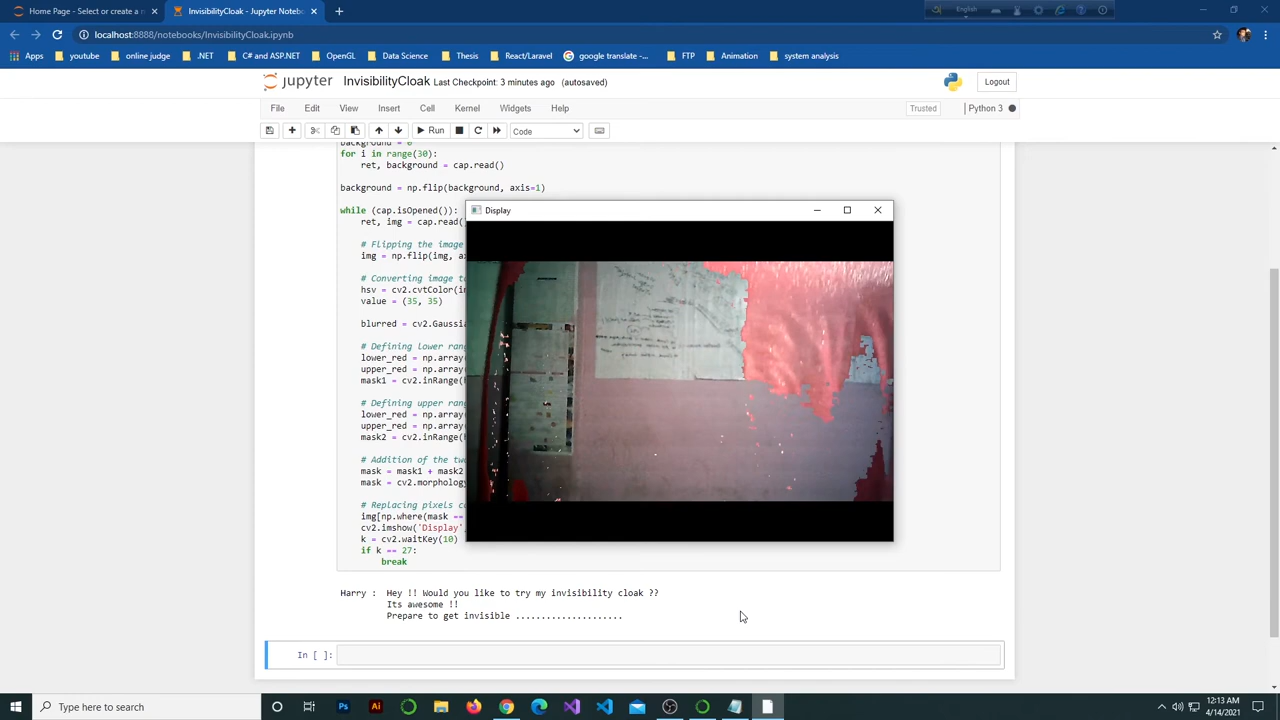 Home Page - Select or create a n
InvisibilityCloak - Jupyter Notebo
English
localhost:8888/notebooks/InvisibilityCloak.ipynb
Apps youtube online judge .NET C# and ASP.NET OpenGL Data Science Thesis React/Laravel google translate -... FTP Animation system analysis
jupyter InvisibilityCloak Last Checkpoint: 3 minutes ago (autosaved)
Logout
File Edit View Insert Cell Kernel Widgets Help
Trusted
Python 3
Run
Code
background = 0
for i in range(30):
ret, background = cap.read()
background = np.flip(background, axis=1)
while (cap.isOpened()):
ret, img = cap.read(
# Flipping the image
img = np.flip(img, ax
# Converting image to
hsv = cv2.cvtColor(im
value = (35, 35)
blurred = cv2.Gauss
# Defining lower rang
lower_red = np.array(
upper_red = np.array(
mask1 = cv2.inRange(h
# Defining upper rang
lower_red = np.array(
upper_red = np.array(
mask2 = cv2.inRange(h
# Addition of the tw
mask = mask1 + mask2
mask = cv2.morpholog
# Replacing pixels c
img[np.where(mask ==
cv2.imshow('Display'
k = cv2.waitKey(10)
if k == 27:
break
Display
Harry : Hey !! Would you like to try my invisibility cloak ??
Its awesome !!
Prepare to get invisible .....................
In [ ]:
Type here to search
12:13 AM
4/14/2021